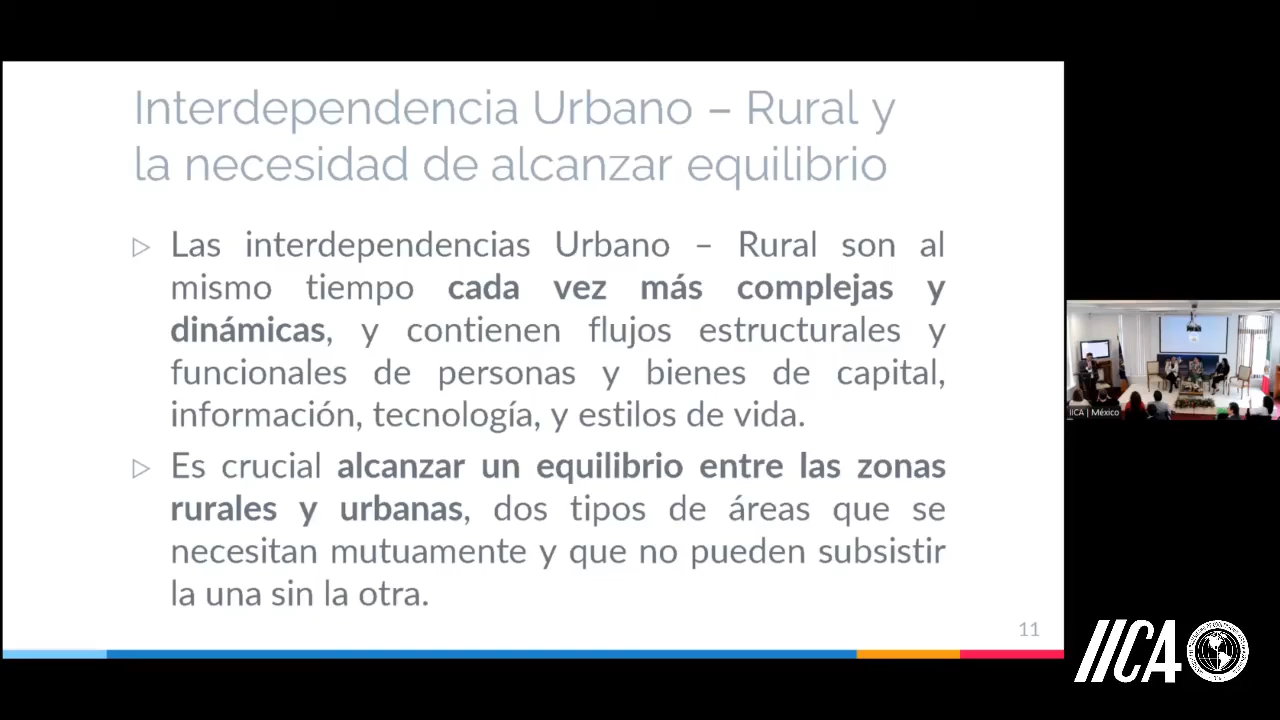 Interdependencia Urbano – Rural y
la necesidad de alcanzar equilibrio
▷ Las interdependencias Urbano – Rural son al
mismo tiempo cada vez más complejas y
dinámicas, y contienen flujos estructurales y
funcionales de personas y bienes de capital,
información, tecnología, y estilos de vida.
▷ Es crucial alcanzar un equilibrio entre las zonas
rurales y urbanas, dos tipos de áreas que se
necesitan mutuamente y que no pueden subsistir
la una sin la otra.
11
IICA | México
IICA